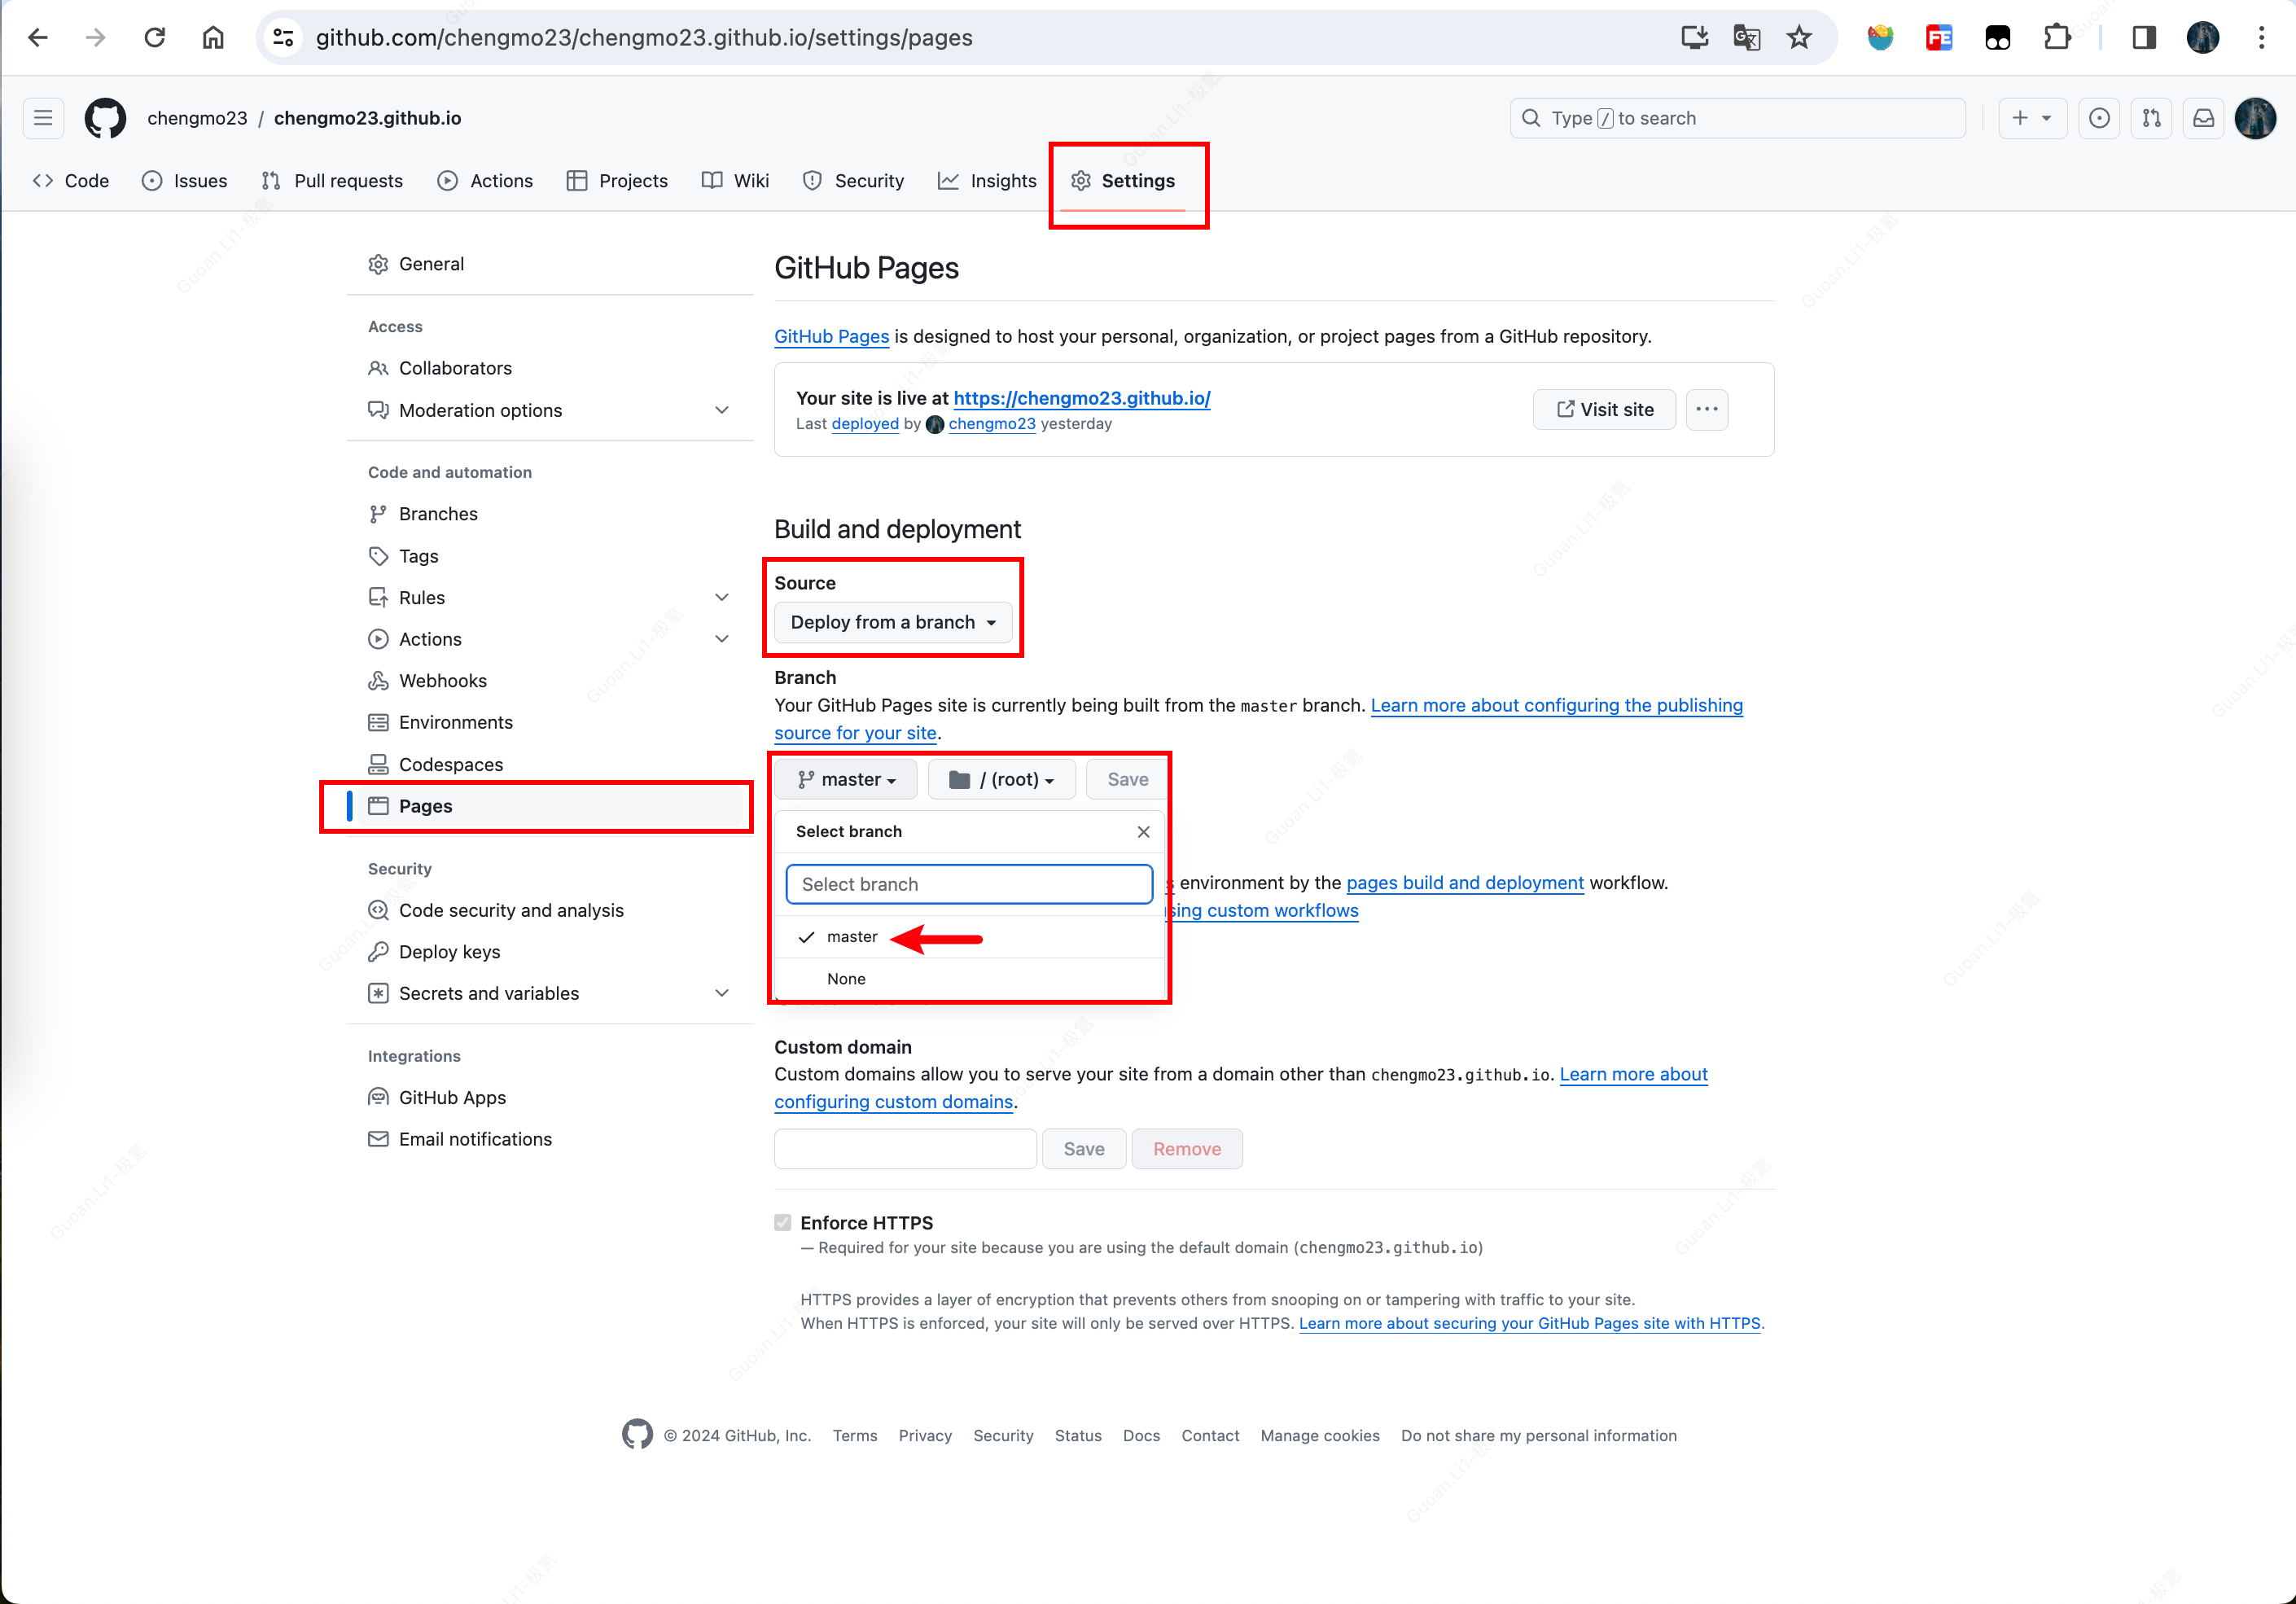 github.com/chengmo23/chengmo23.github.io/settings/pages
chengmo23 / chengmo23.github.io
Type / to search
Code Issues Pull requests Actions Projects Wiki Security Insights Settings
General
Access
Collaborators
Moderation options
Code and automation
Branches
Tags
Rules
Actions
Webhooks
Environments
Codespaces
Pages
Security
Code security and analysis
Deploy keys
Secrets and variables
Integrations
GitHub Apps
Email notifications
GitHub Pages
GitHub Pages is designed to host your personal, organization, or project pages from a GitHub repository.
Your site is live at https://chengmo23.github.io/
Last deployed by chengmo23 yesterday
Visit site
Build and deployment
Source
Deploy from a branch
Branch
Your GitHub Pages site is currently being built from the master branch. Learn more about configuring the publishing
source for your site.
master / (root) Save
Select branch
Select branch
environment by the pages build and deployment workflow.
sing custom workflows
master
None
Custom domain
Custom domains allow you to serve your site from a domain other than chengmo23.github.io. Learn more about
configuring custom domains.
Save Remove
Enforce HTTPS
— Required for your site because you are using the default domain (chengmo23.github.io)
HTTPS provides a layer of encryption that prevents others from snooping on or tampering with traffic to your site.
When HTTPS is enforced, your site will only be served over HTTPS. Learn more about securing your GitHub Pages site with HTTPS.
© 2024 GitHub, Inc. Terms Privacy Security Status Docs Contact Manage cookies Do not share my personal information
Guoan.Li1-极氪